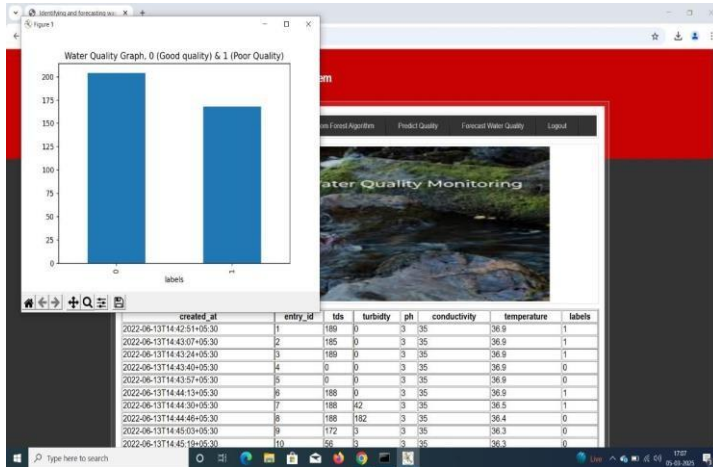 Identifying and forecasting wa
Figure 1
Water Quality Graph, 0 (Good quality) & 1 (Poor Quality)
200
175
150
125
100
75
50
25
0
0
1
labels
em
Forest Algorithm Predict Quality Forecast Water Quality Logout
ater Quality Monitoring
created_at entry_id tds turbidty ph conductivity temperature labels
2022-06-13T14:42:51+05:30 1 189 0 3 35 36.9 1
2022-06-13T14:43:07+05:30 2 185 0 3 35 36.9 1
2022-06-13T14:43:24+05:30 3 189 0 3 35 36.9 1
2022-06-13T14:43:40+05:30 4 0 0 3 35 36.9 0
2022-06-13T14:43:57+05:30 5 0 0 3 35 36.9 0
2022-06-13T14:44:13+05:30 6 188 0 3 35 36.9 1
2022-06-13T14:44:30+05:30 7 188 42 3 35 36.5 1
2022-06-13T14:44:46+05:30 8 188 182 3 35 36.4 0
2022-06-13T14:45:03+05:30 9 172 3 3 35 36.3 0
2022-06-13T14:45:19+05:30 10 56 3 3 35 36.3 0
Type here to search
Live
17:07
05-03-2025